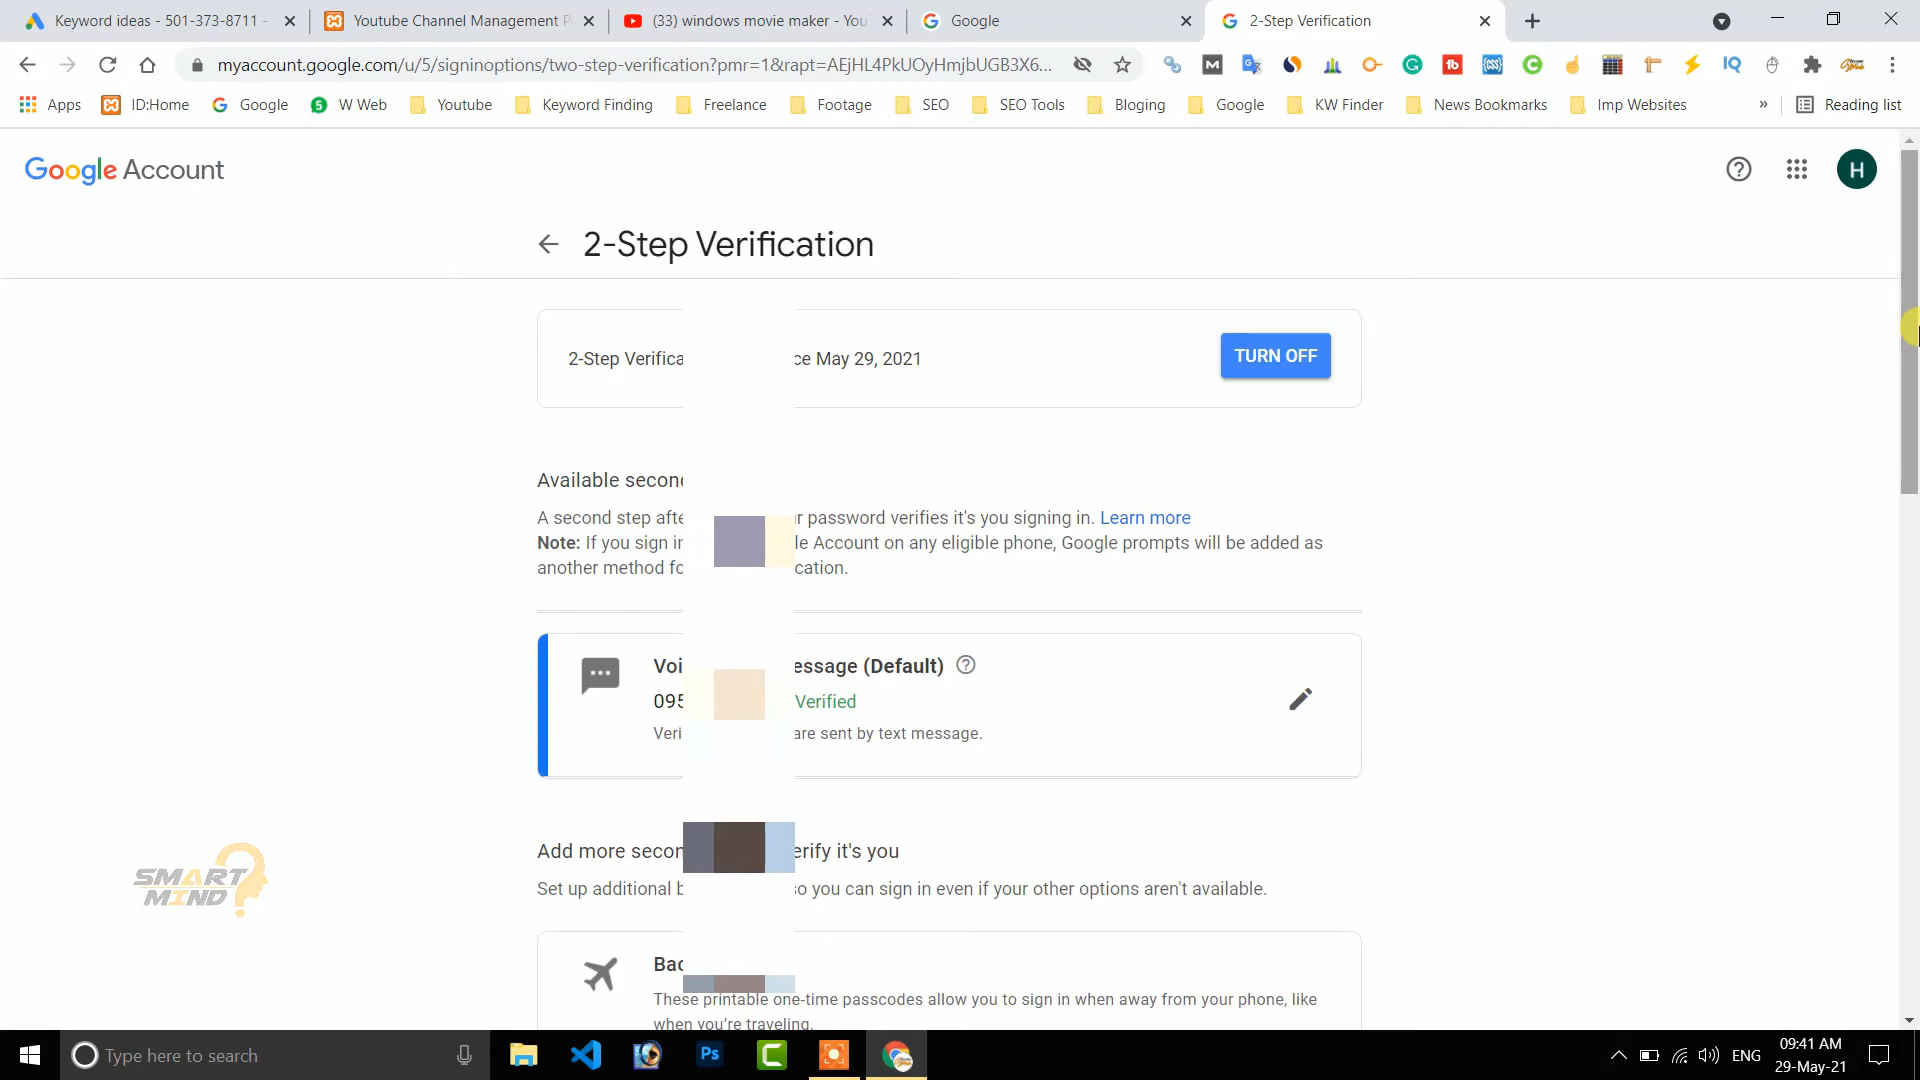 Keyword ideas - 501-373-8711 -
Youtube Channel Management P
(33) windows movie maker - You
Google
2-Step Verification
myaccount.google.com/u/5/signinoptions/two-step-verification?pmr=1&rapt=AEjHL4PkUOyHmjbUGB3X6...
Apps
ID:Home
Google
W Web
Youtube
Keyword Finding
Freelance
Footage
SEO
SEO Tools
Bloging
Google
KW Finder
News Bookmarks
Imp Websites
»
Reading list
Google Account
H
2-Step Verification
2-Step Verifica ce May 29, 2021
TURN OFF
Available secon
A second step afte r password verifies it's you signing in. Learn more
Note: If you sign in le Account on any eligible phone, Google prompts will be added as
another method fo cation.
Voi essage (Default)
095 Verified
Veri are sent by text message.
Add more secon erify it's you
Set up additional b so you can sign in even if your other options aren't available.
Bac
These printable one-time passcodes allow you to sign in when away from your phone, like
when you're traveling.
SMART
MIND
Type here to search
Ps
ENG
09:41 AM
29-May-21